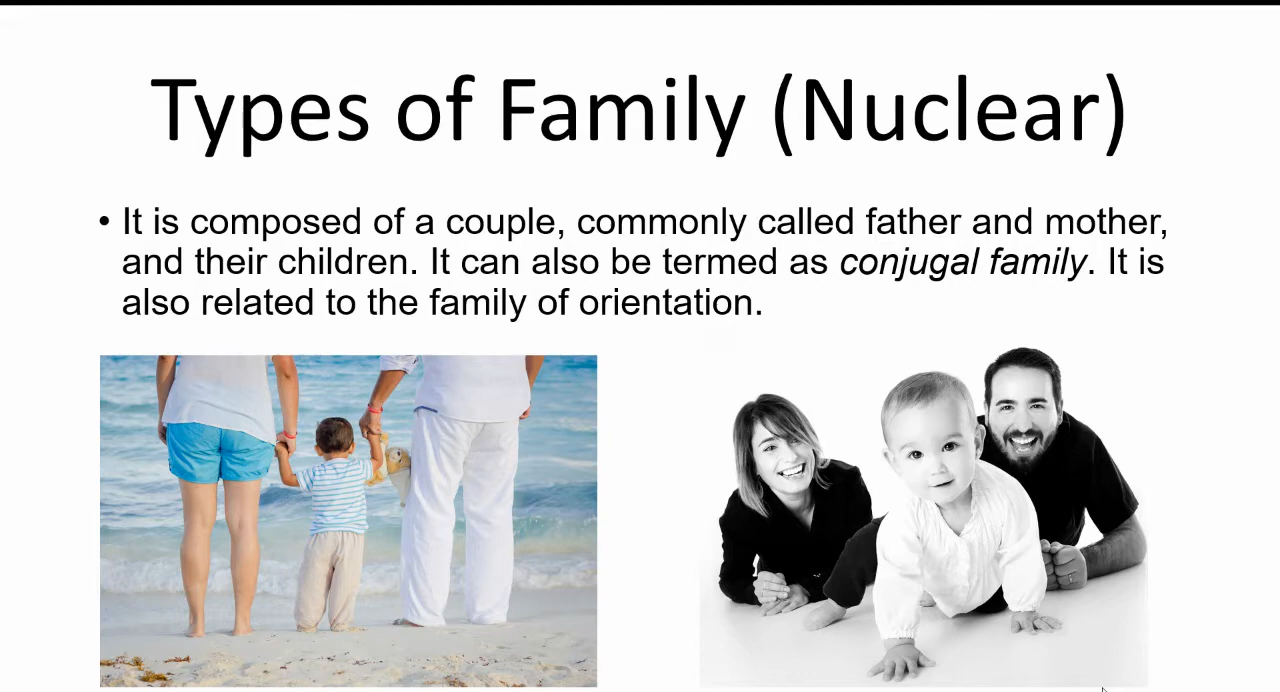 Types of Family (Nuclear)
• It is composed of a couple, commonly called father and mother,
and their children. It can also be termed as conjugal family. It is
also related to the family of orientation.